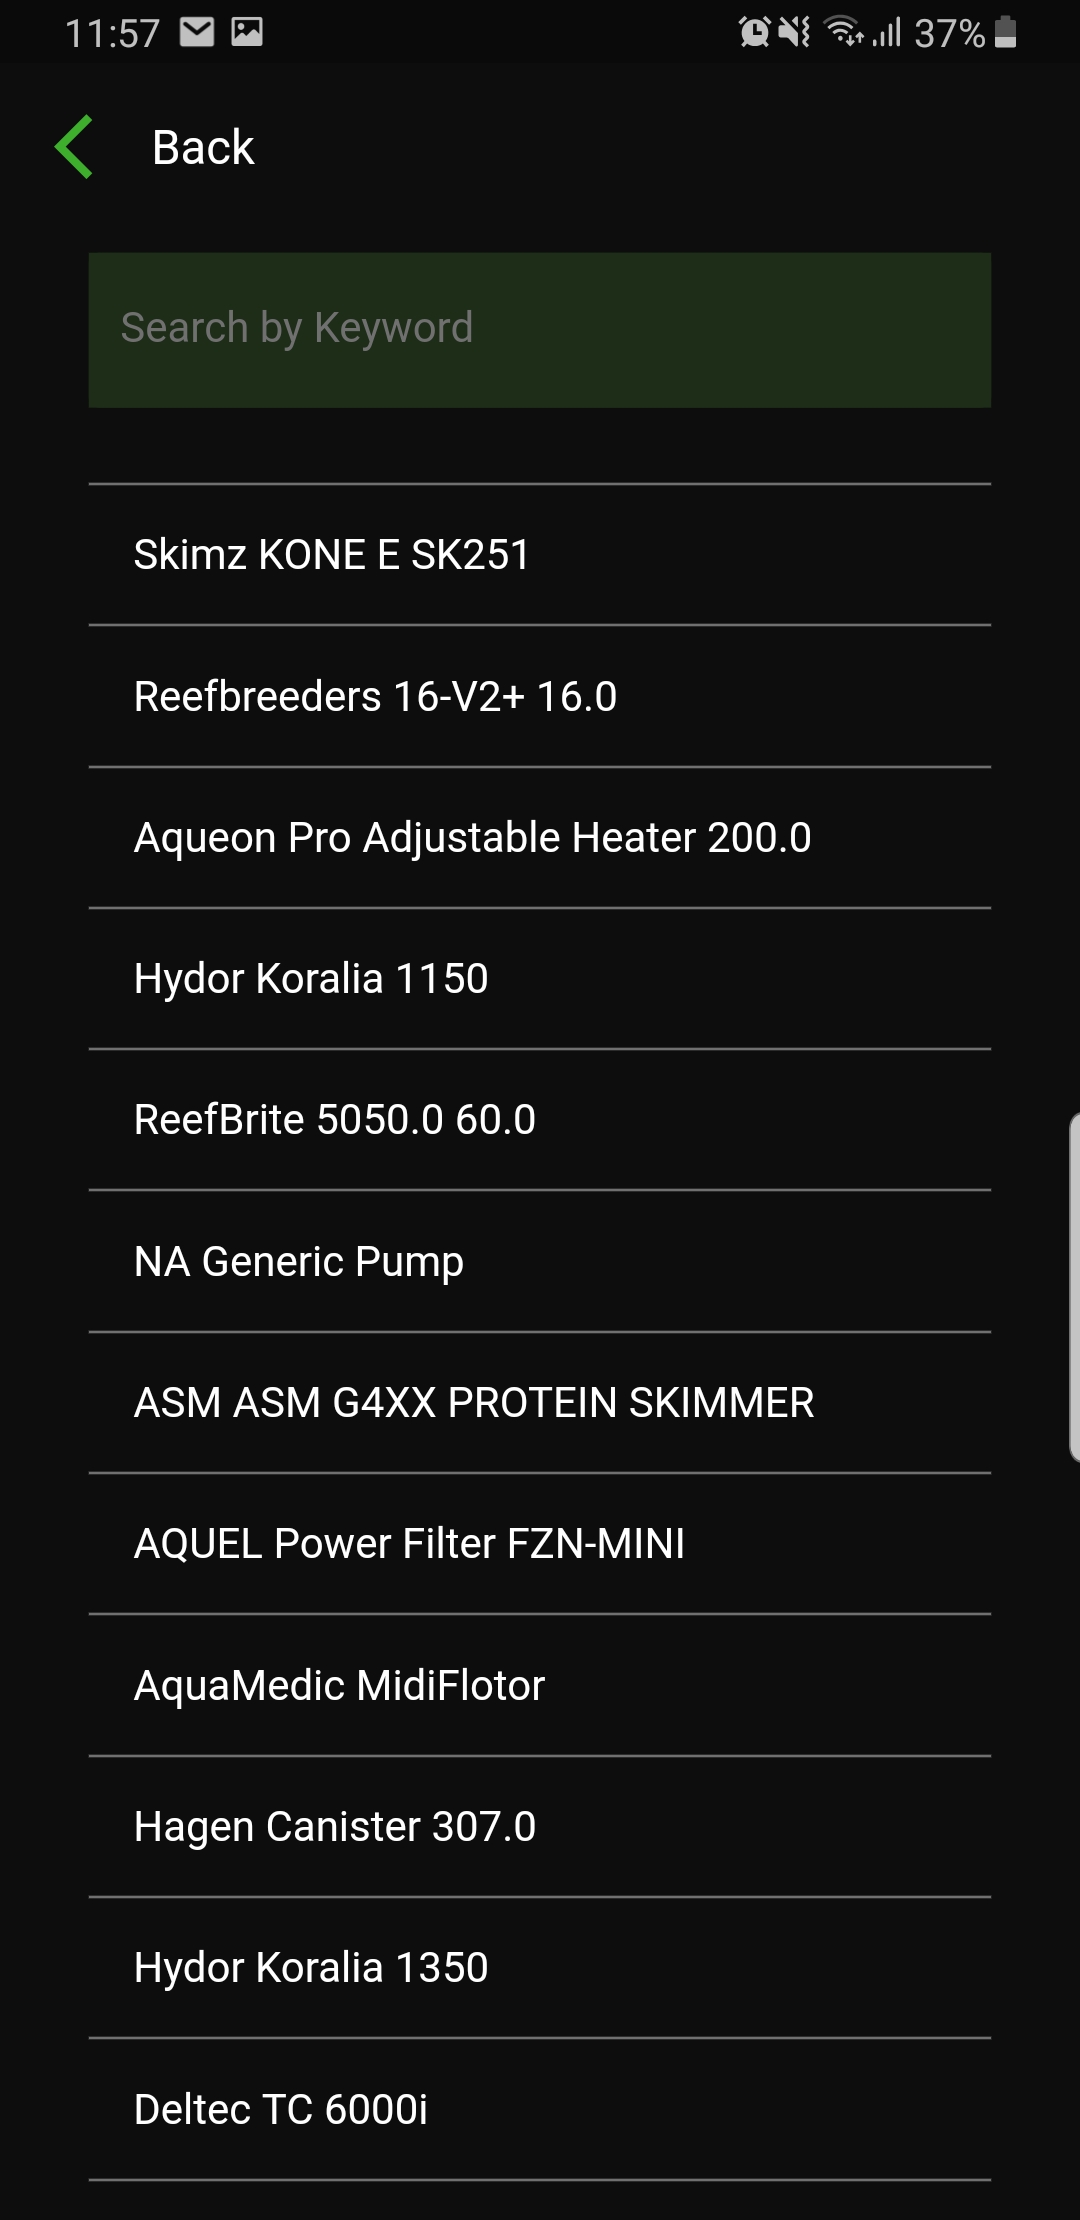 11:57
37%
Back
Search by Keyword
Skimz KONE E SK251
Reefbreeders 16-V2+ 16.0
Aqueon Pro Adjustable Heater 200.0
Hydor Koralia 1150
ReefBrite 5050.0 60.0
NA Generic Pump
ASM ASM G4XX PROTEIN SKIMMER
AQUEL Power Filter FZN-MINI
AquaMedic MidiFlotor
Hagen Canister 307.0
Hydor Koralia 1350
Deltec TC 6000i